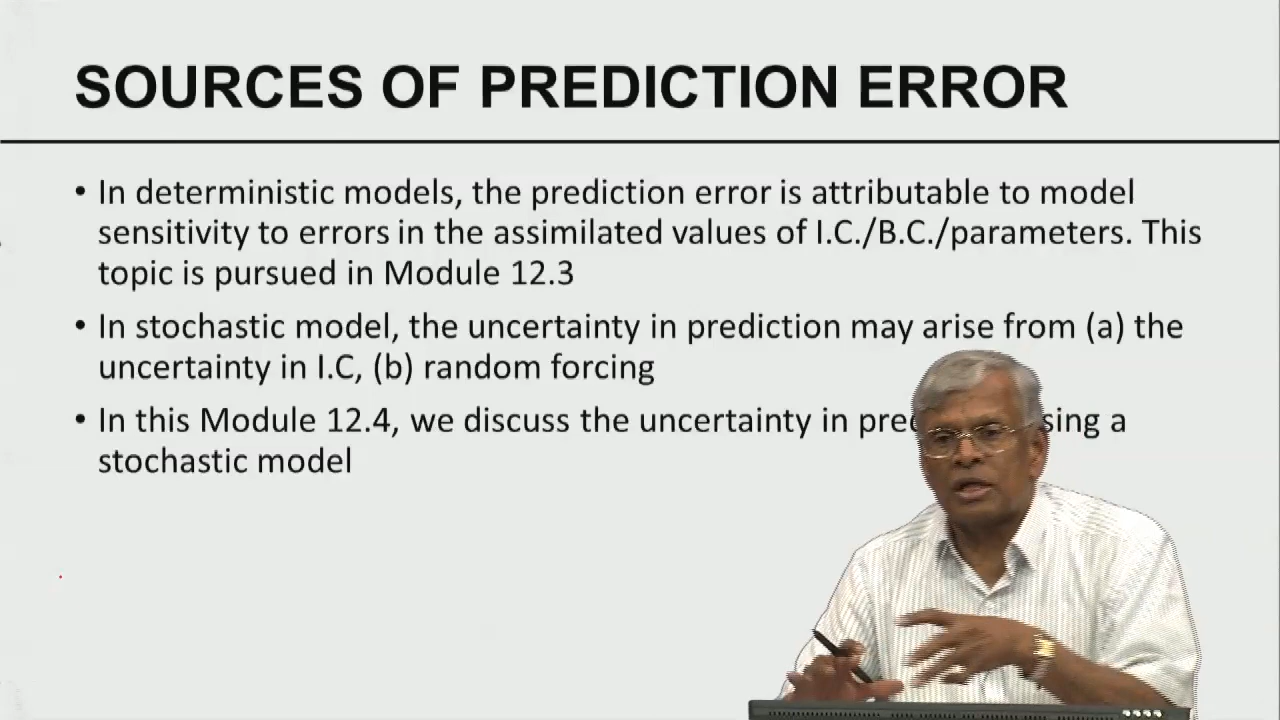 SOURCES OF PREDICTION ERROR
• In deterministic models, the prediction error is attributable to model
sensitivity to errors in the assimilated values of I.C./B.C./parameters. This
topic is pursued in Module 12.3
• In stochastic model, the uncertainty in prediction may arise from (a) the
uncertainty in I.C, (b) random forcing
• In this Module 12.4, we discuss the uncertainty in a
stochastic model